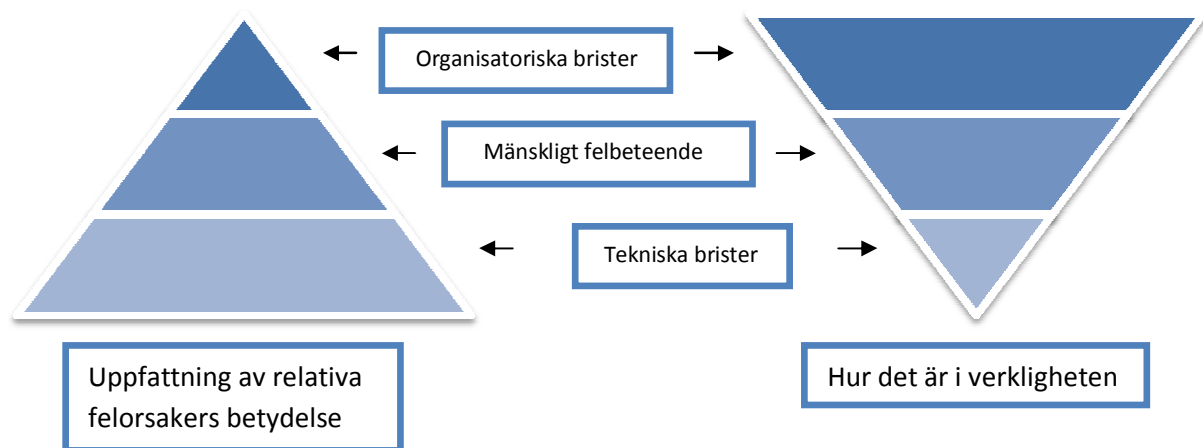 Organisatoriska brister
Mänskligt felbeteende
Tekniska brister
Uppfattning av relativa
felorsakers betydelse
Hur det är i verkligheten